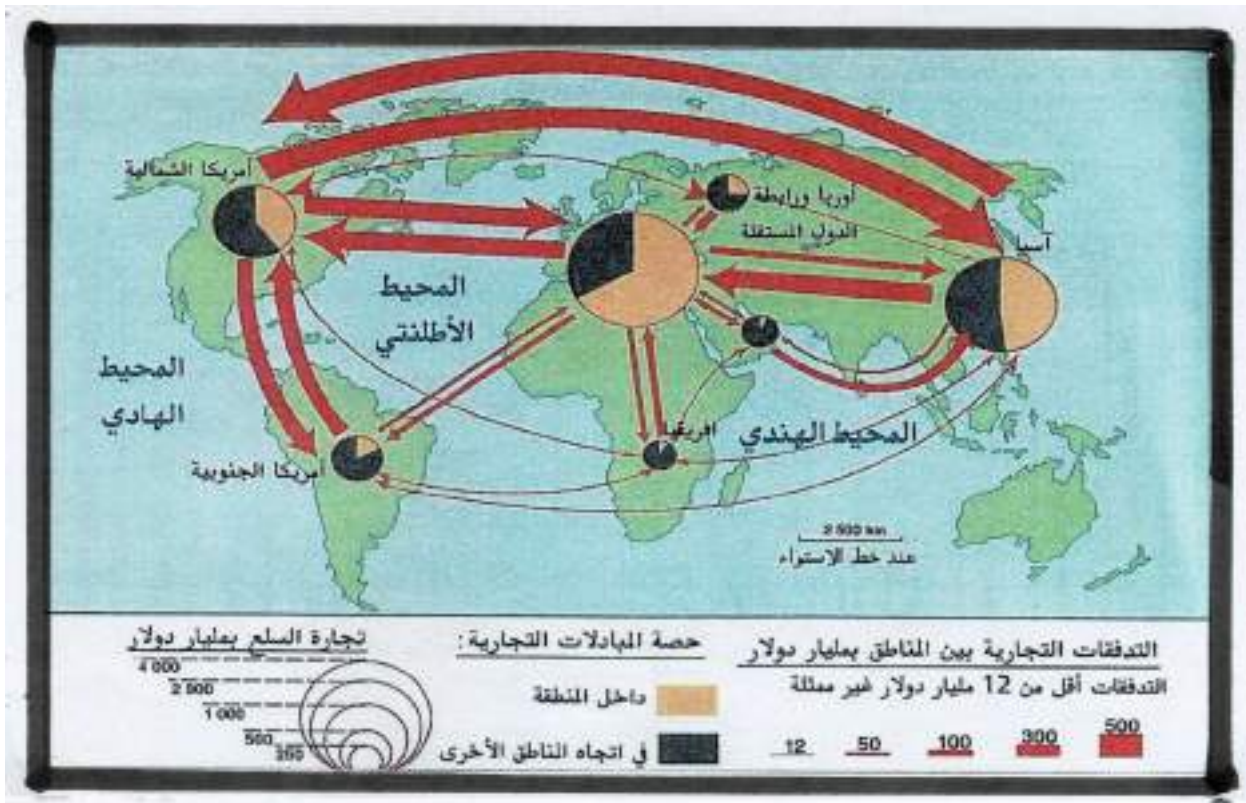 أمريكا الشمالية
أوربا ورابطة
الدول المستقلة
آسيا
المحيط
الأطلنتي
المحيط
الهادي
افريقيا
المحيط الهندي
أمريكا الجنوبية
2 500 km
عند خط الاستواء
التدفقات التجارية بين المناطق بمليار دولار
التدفقات أقل من 12 مليار دولار غير ممثلة
12 50 100 300 500
حصة المبادلات التجارية:
داخل المنطقة
في اتجاه الناطق الأخرى
تجارة السلع بمليار دولار
4 000
2 500
1 000
500
250